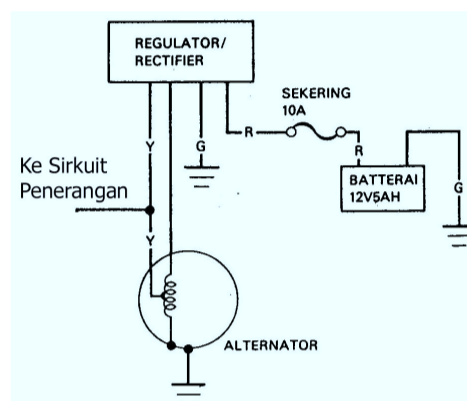 REGULATOR/
RECTIFIER
SEKERING
10A
R
R
Y
G
Ke Sirkuit
Penerangan
BATTERAI
12V5AH
G
Y
ALTERNATOR